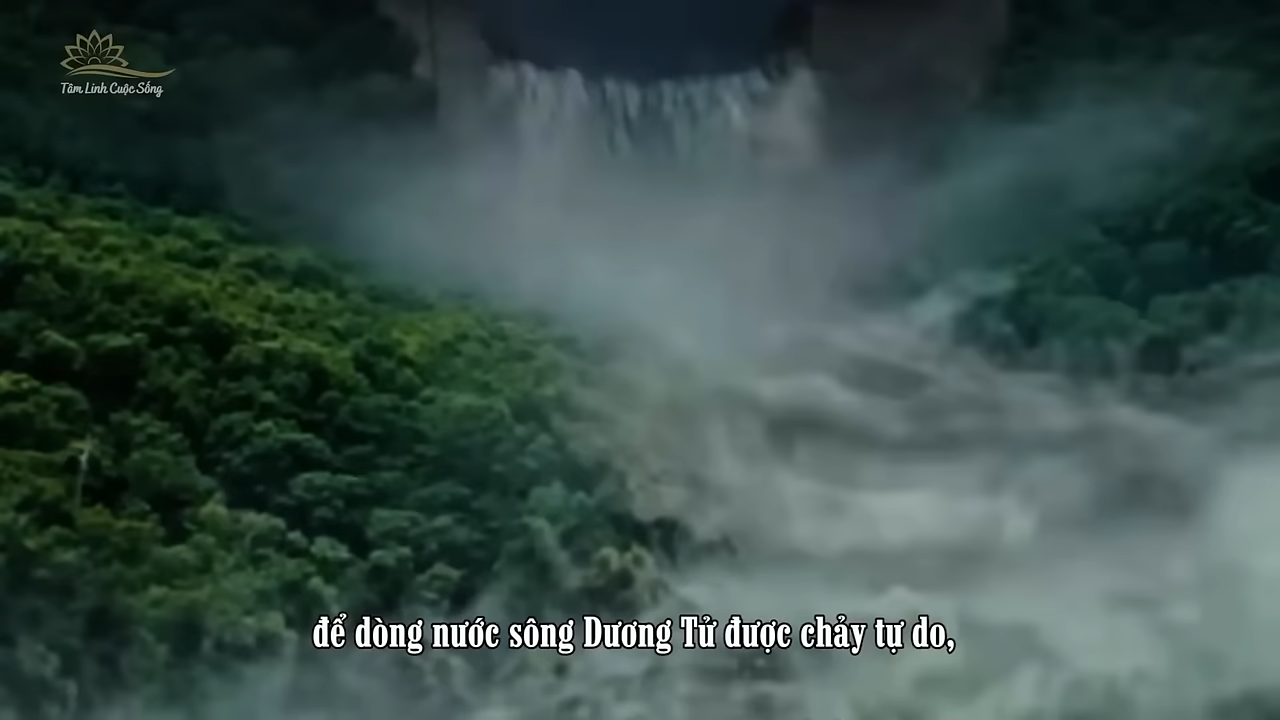 Tâm Linh Cuộc Sống
để dòng nước sông Dương Tử được chảy tự do,